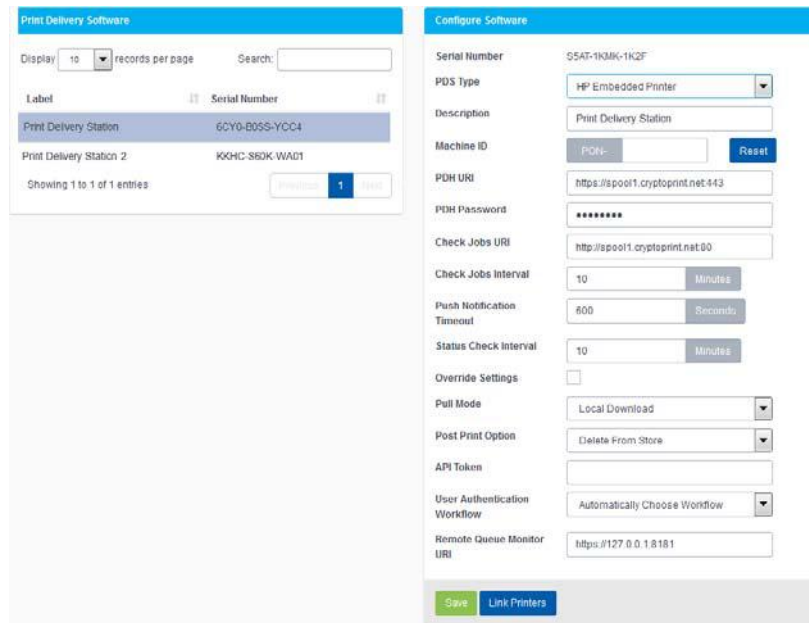 Print Delivery Software
Display 10 records per page Search:
Label Serial Number
Print Delivery Station 6CY0-B0SS-YCC4
Print Delivery Station 2 KKHC-S60K-WA01
Showing 1 to 1 of 1 entries Previous 1 Next
Configure Software
Serial Number S5AT-1KMK-1K2F
PDS Type HP Embedded Printer
Description Print Delivery Station
Machine ID PON- Reset
PDH URI https://spool1.cryptoprint.net:443
PDH Password ********
Check Jobs URI http://spool1.cryptoprint.net:80
Check Jobs Interval 10 Minutes
Push Notification
Timeout 600 Seconds
Status Check Interval 10 Minutes
Override Settings
Pull Mode Local Download
Post Print Option Delete From Store
API Token
User Authentication
Workflow Automatically Choose Workflow
Remote Queue Monitor
URI https://127.0.0.1:8181
Save Link Printers